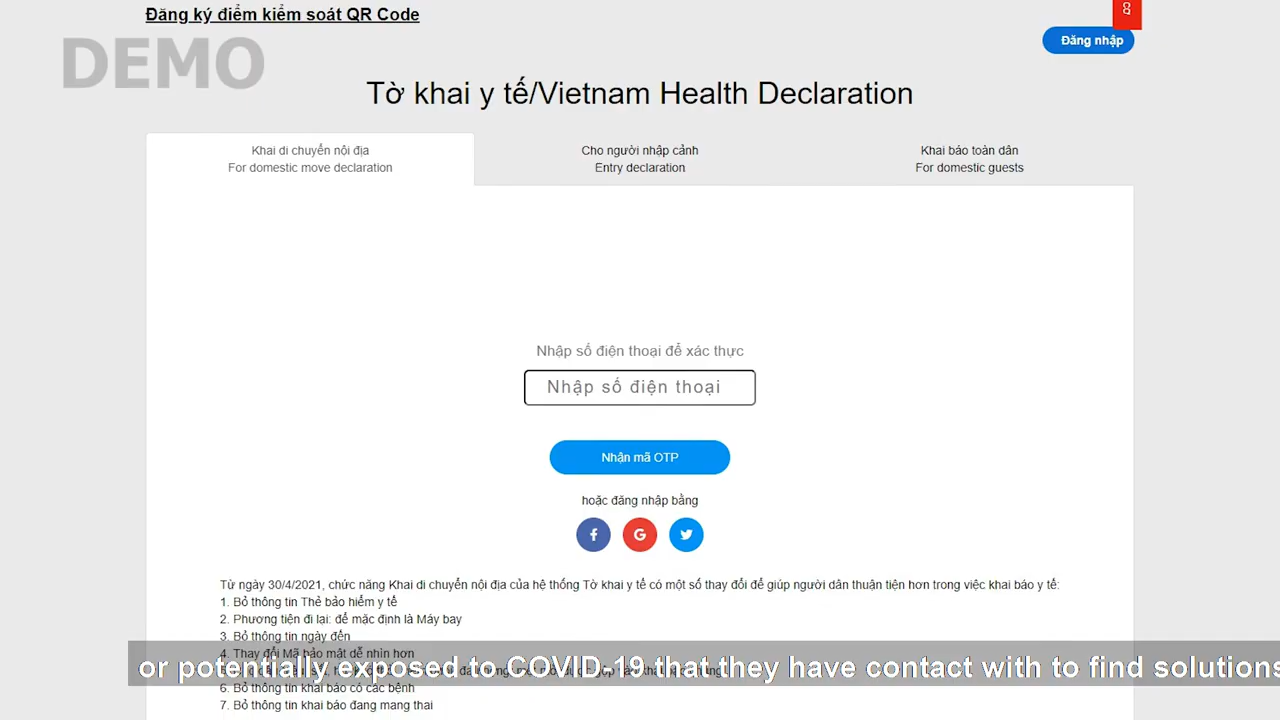 Đăng ký điểm kiểm soát QR Code
8
Đăng nhập
DEMO
Tờ khai y tế/Vietnam Health Declaration
Khai di chuyển nội địa
For domestic move declaration
Cho người nhập cảnh
Entry declaration
Khai báo toàn dân
For domestic guests
Nhập số điện thoại để xác thực
Nhập số điện thoại
Nhận mã OTP
hoặc đăng nhập bằng
f
G
Từ ngày 30/4/2021, chức năng Khai di chuyển nội địa của hệ thống Tờ khai y tế có một số thay đổi để giúp người dân thuận tiện hơn trong việc khai báo y tế:
1. Bỏ thông tin Thẻ bảo hiểm y tế
2. Phương tiện đi lại: để mặc định là Máy bay
3. Bỏ thông tin ngày đến
4. Thay đổi Mã bảo mật dễ nhìn hơn
or potentially exposed to COVID-19 that they have contact with to find solutions
6. Bỏ thông tin khai báo có các bệnh
7. Bỏ thông tin khai báo đang mang thai